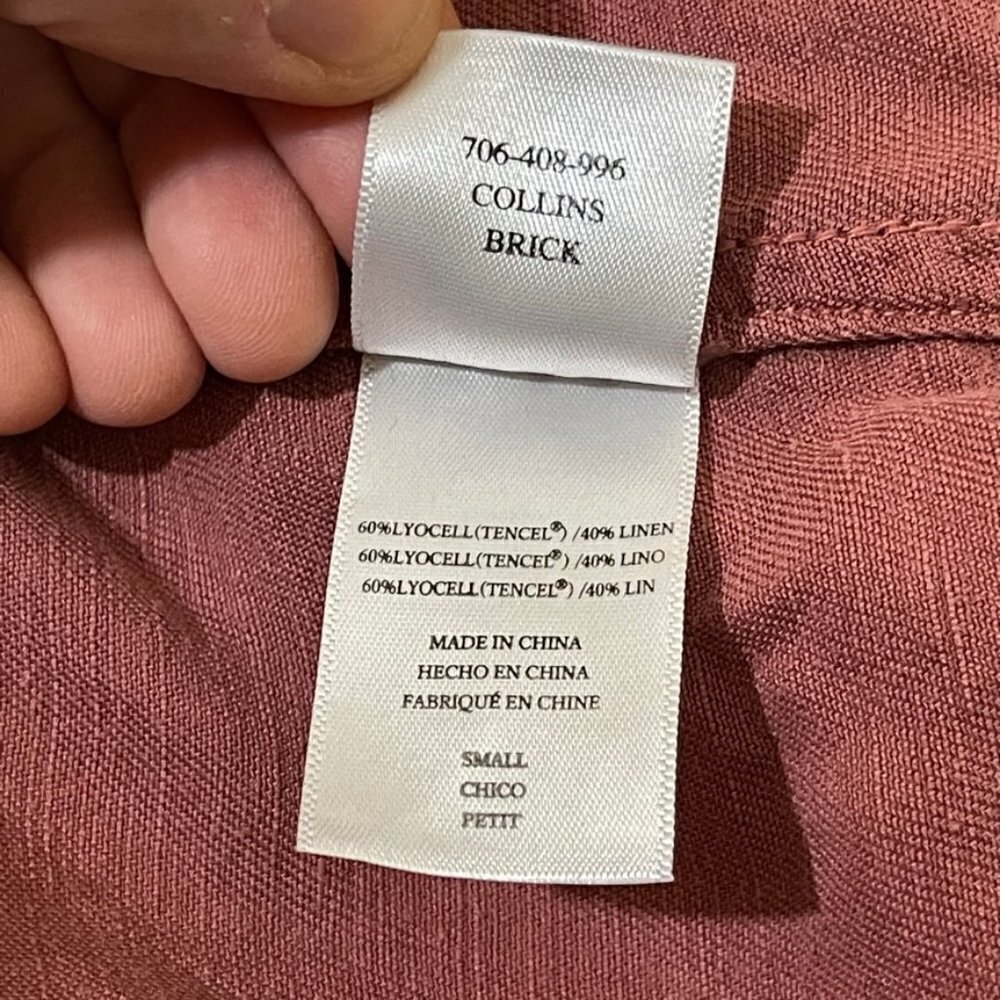 706-408-996
COLLINS
BRICK
60%LYOCELL(TENCEL®) /40% LINEN
60%LYOCELL(TENCEL®) /40% LINO
60%LYOCELL(TENCEL®) /40% LIN
MADE IN CHINA
HECHO EN CHINA
FABRIQUÉ EN CHINE
SMALL
CHICO
PETIT